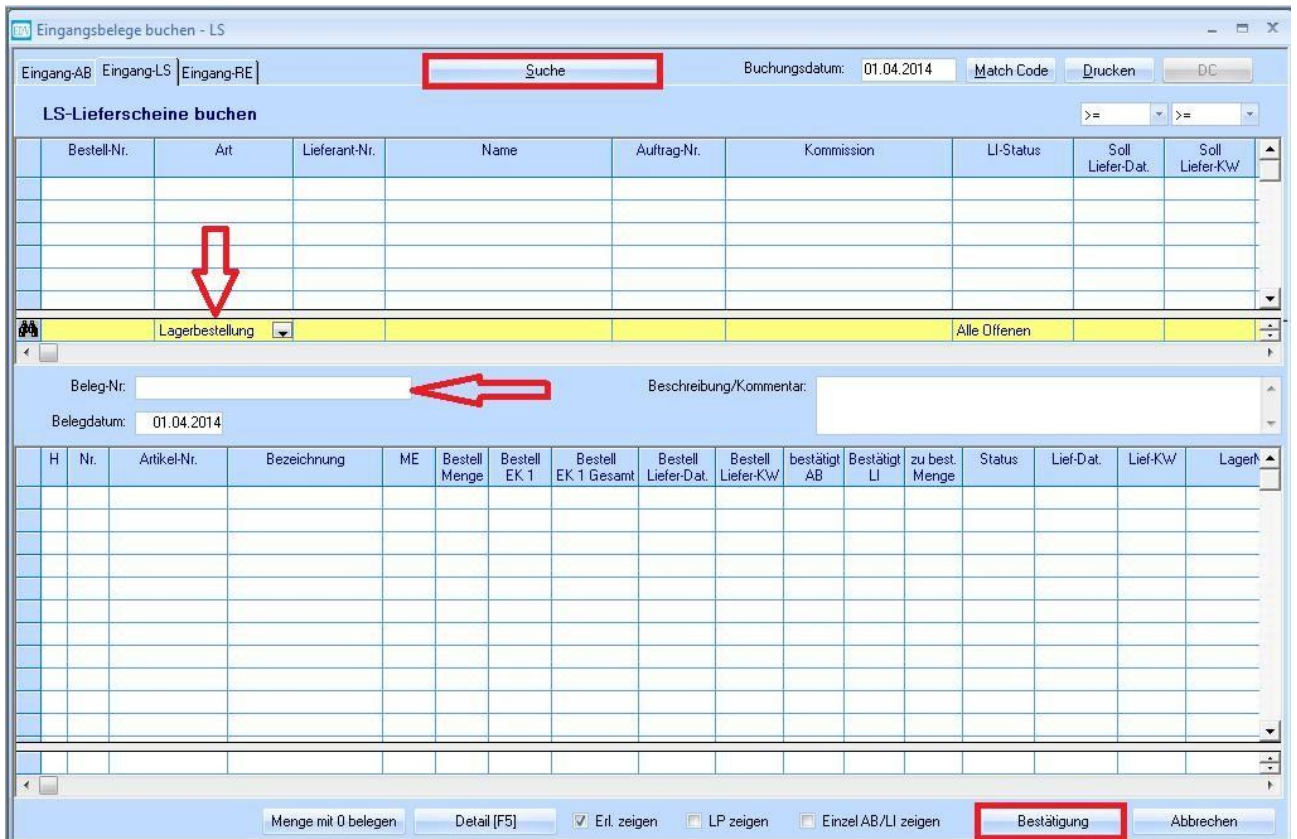 EDV Eingangsbelege buchen - LS
Eingang-AB Eingang-LS Eingang-RE Suche Buchungsdatum: 01.04.2014 Match Code Drucken DC
LS-Lieferscheine buchen >= >=
Bestell-Nr. Art Lieferant-Nr. Name Auftrag-Nr. Kommission LI-Status Soll Liefer-Dat. Soll Liefer-KW
Lagerbestellung Alle Offenen
Beleg-Nr: Beschreibung/Kommentar:
Belegdatum: 01.04.2014
H Nr. Artikel-Nr. Bezeichnung ME Bestell Menge Bestell EK 1 Bestell EK 1 Gesamt Bestell Liefer-Dat. Bestell Liefer-KW bestätigt AB Bestätigt LI zu best. Menge Status Lief-Dat. Lief-KW
Menge mit 0 belegen Detail [F5] Erl. zeigen LP zeigen Einzel AB/LI zeigen Bestätigung Abbrechen